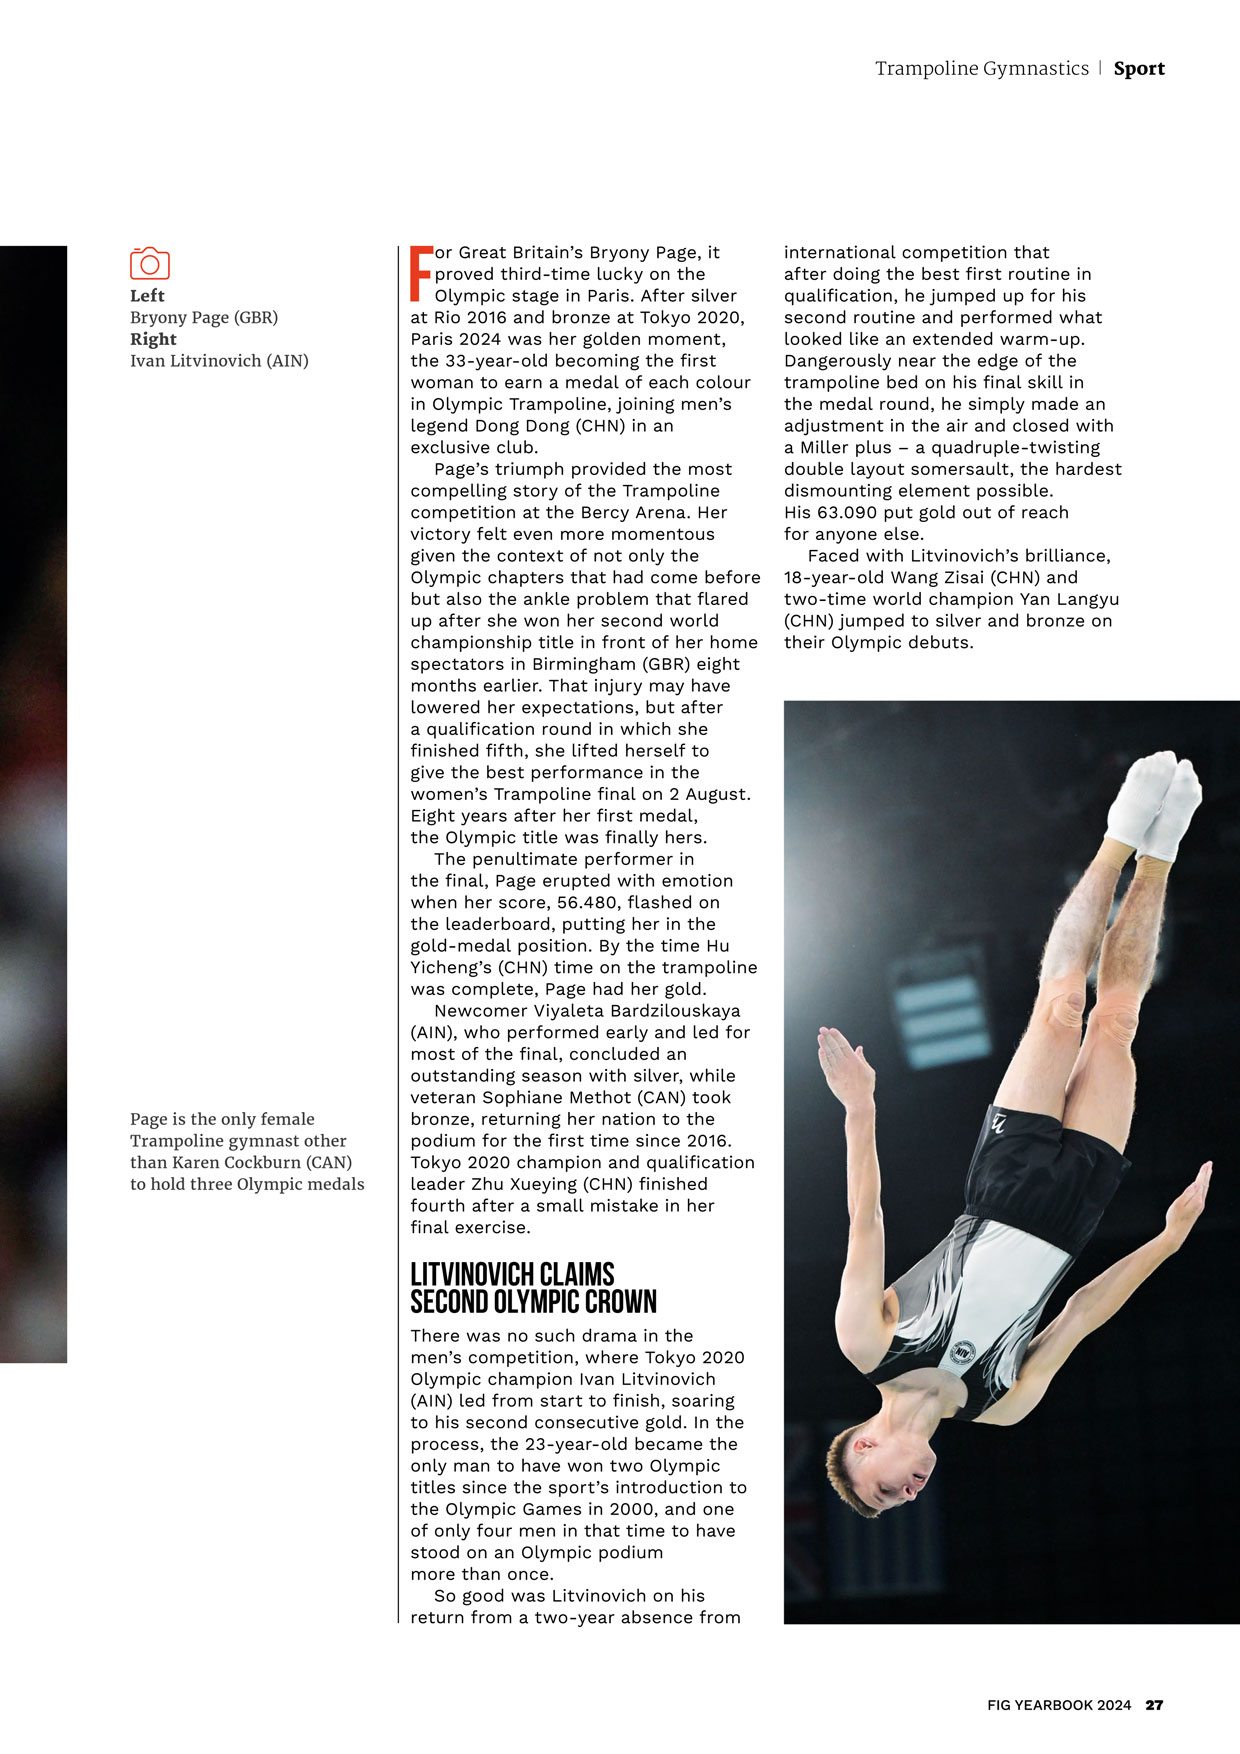 Trampoline Gymnastics | Sport
Left
Bryony Page (GBR)
Right
Ivan Litvinovich (AIN)
Page is the only female
Trampoline gymnast other
than Karen Cockburn (CAN)
to hold three Olympic medals
For Great Britain's Bryony Page, it
proved third-time lucky on the
Olympic stage in Paris. After silver
at Rio 2016 and bronze at Tokyo 2020,
Paris 2024 was her golden moment,
the 33-year-old becoming the first
woman to earn a medal of each colour
in Olympic Trampoline, joining men's
legend Dong Dong (CHN) in an
exclusive club.
Page's triumph provided the most
compelling story of the Trampoline
competition at the Bercy Arena. Her
victory felt even more momentous
given the context of not only the
Olympic chapters that had come before
but also the ankle problem that flared
up after she won her second world
championship title in front of her home
spectators in Birmingham (GBR) eight
months earlier. That injury may have
lowered her expectations, but after
a qualification round in which she
finished fifth, she lifted herself to
give the best performance in the
women's Trampoline final on 2 August.
Eight years after her first medal,
the Olympic title was finally hers.
The penultimate performer in
the final, Page erupted with emotion
when her score, 56.480, flashed on
the leaderboard, putting her in the
gold-medal position. By the time Hu
Yicheng's (CHN) time on the trampoline
was complete, Page had her gold.
Newcomer Viyaleta Bardzilouskaya
(AIN), who performed early and led for
most of the final, concluded an
outstanding season with silver, while
veteran Sophiane Methot (CAN) took
bronze, returning her nation to the
podium for the first time since 2016.
Tokyo 2020 champion and qualification
leader Zhu Xueying (CHN) finished
fourth after a small mistake in her
final exercise.
LITVINOVICH CLAIMS
SECOND OLYMPIC CROWN
There was no such drama in the
men's competition, where Tokyo 2020
Olympic champion Ivan Litvinovich
(AIN) led from start to finish, soaring
to his second consecutive gold. In the
process, the 23-year-old became the
only man to have won two Olympic
titles since the sport's introduction to
the Olympic Games in 2000, and one
of only four men in that time to have
stood on an Olympic podium
more than once.
So good was Litvinovich on his
return from a two-year absence from
international competition that
after doing the best first routine in
qualification, he jumped up for his
second routine and performed what
looked like an extended warm-up.
Dangerously near the edge of the
trampoline bed on his final skill in
the medal round, he simply made an
adjustment in the air and closed with
a Miller plus – a quadruple-twisting
double layout somersault, the hardest
dismounting element possible.
His 63.090 put gold out of reach
for anyone else.
Faced with Litvinovich's brilliance,
18-year-old Wang Zisai (CHN) and
two-time world champion Yan Langyu
(CHN) jumped to silver and bronze on
their Olympic debuts.
AIN
FIG YEARBOOK 2024 27